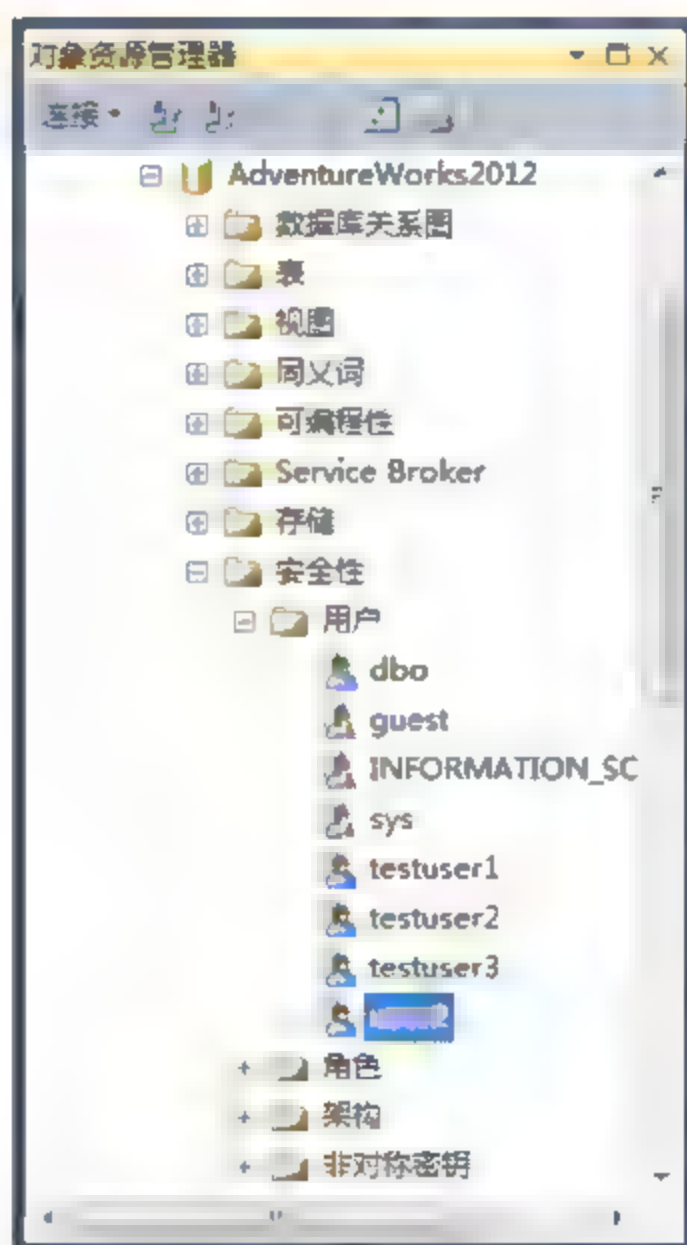 对象资源管理器
连接
AdventureWorks2012
数据库关系图
表
视图
同义词
可编程性
Service Broker
存储
安全性
用户
dbo
guest
INFORMATION_SC
sys
testuser1
testuser2
testuser3
角色
架构
非对称密钥